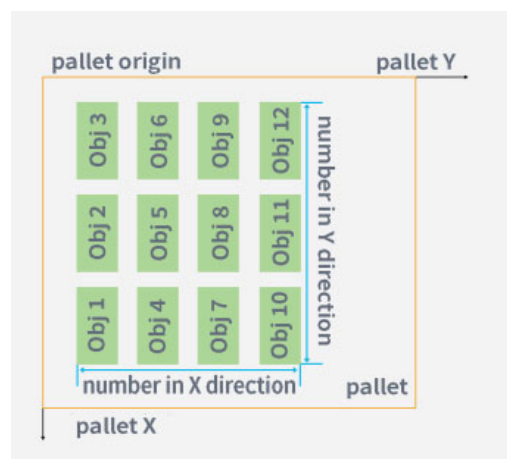 pallet origin
pallet Y
Obj 3
Obj 6
Obj 9
Obj 12
Obj 2
Obj 5
Obj 8
Obj 11
Obj 1
Obj 4
Obj 7
Obj 10
number in Y direction
number in X direction
pallet
pallet X